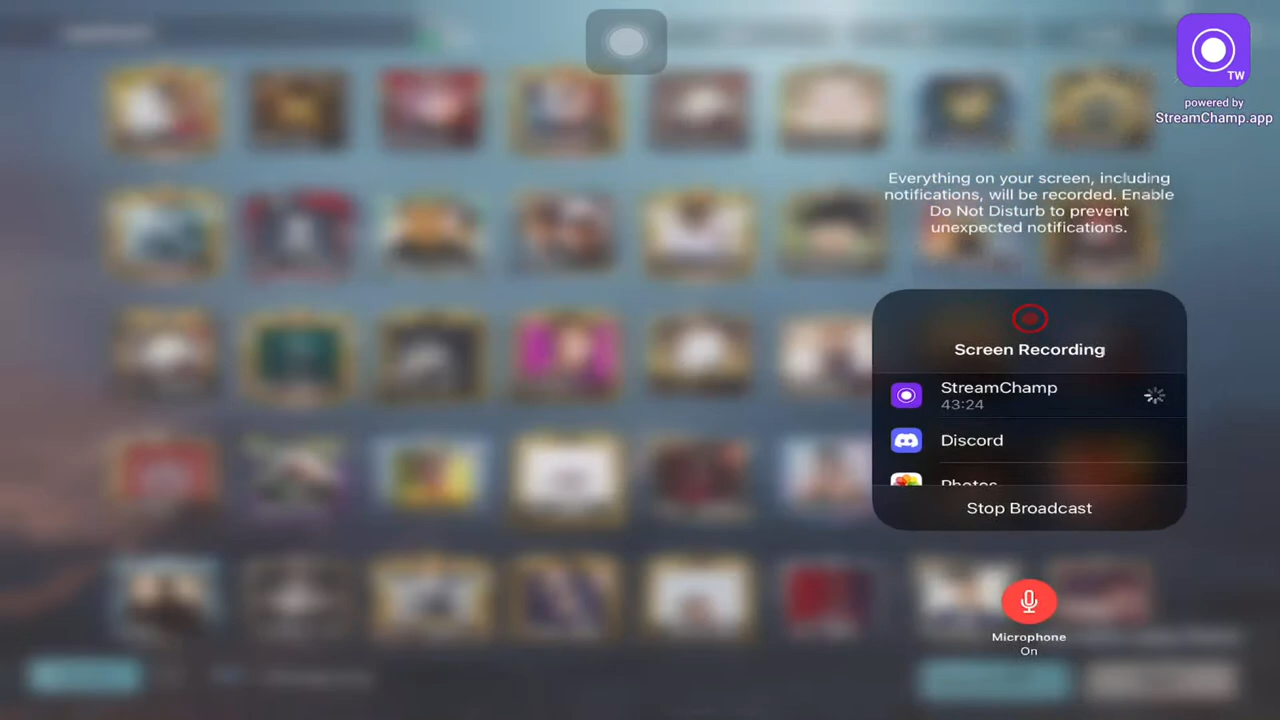 TW
powered by
StreamChamp.app
Everything on your screen, including
notifications, will be recorded. Enable
Do Not Disturb to prevent
unexpected notifications.
Screen Recording
StreamChamp
43:24
Discord
Photos
Stop Broadcast
Microphone
On